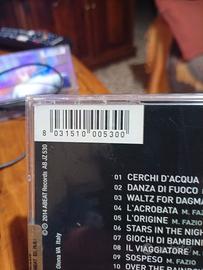 8 031510 005300
℗ © 2014 ABEAT Records AB JZ 530
Olona VA Italy
01 CERCHI D'ACQUA
02 DANZA DI FUOCO
03 WALTZ FOR DAGMA
04 L'ACROBATA M. FAZIO
05 L'ORIGINE M. FAZIO
06 STARS IN THE NIGH
07 GIOCHI DI BAMBINI
08 IL VIAGGIATORE M.
09 SOSPESO M. FAZIO
10 OVER THE RAINBO